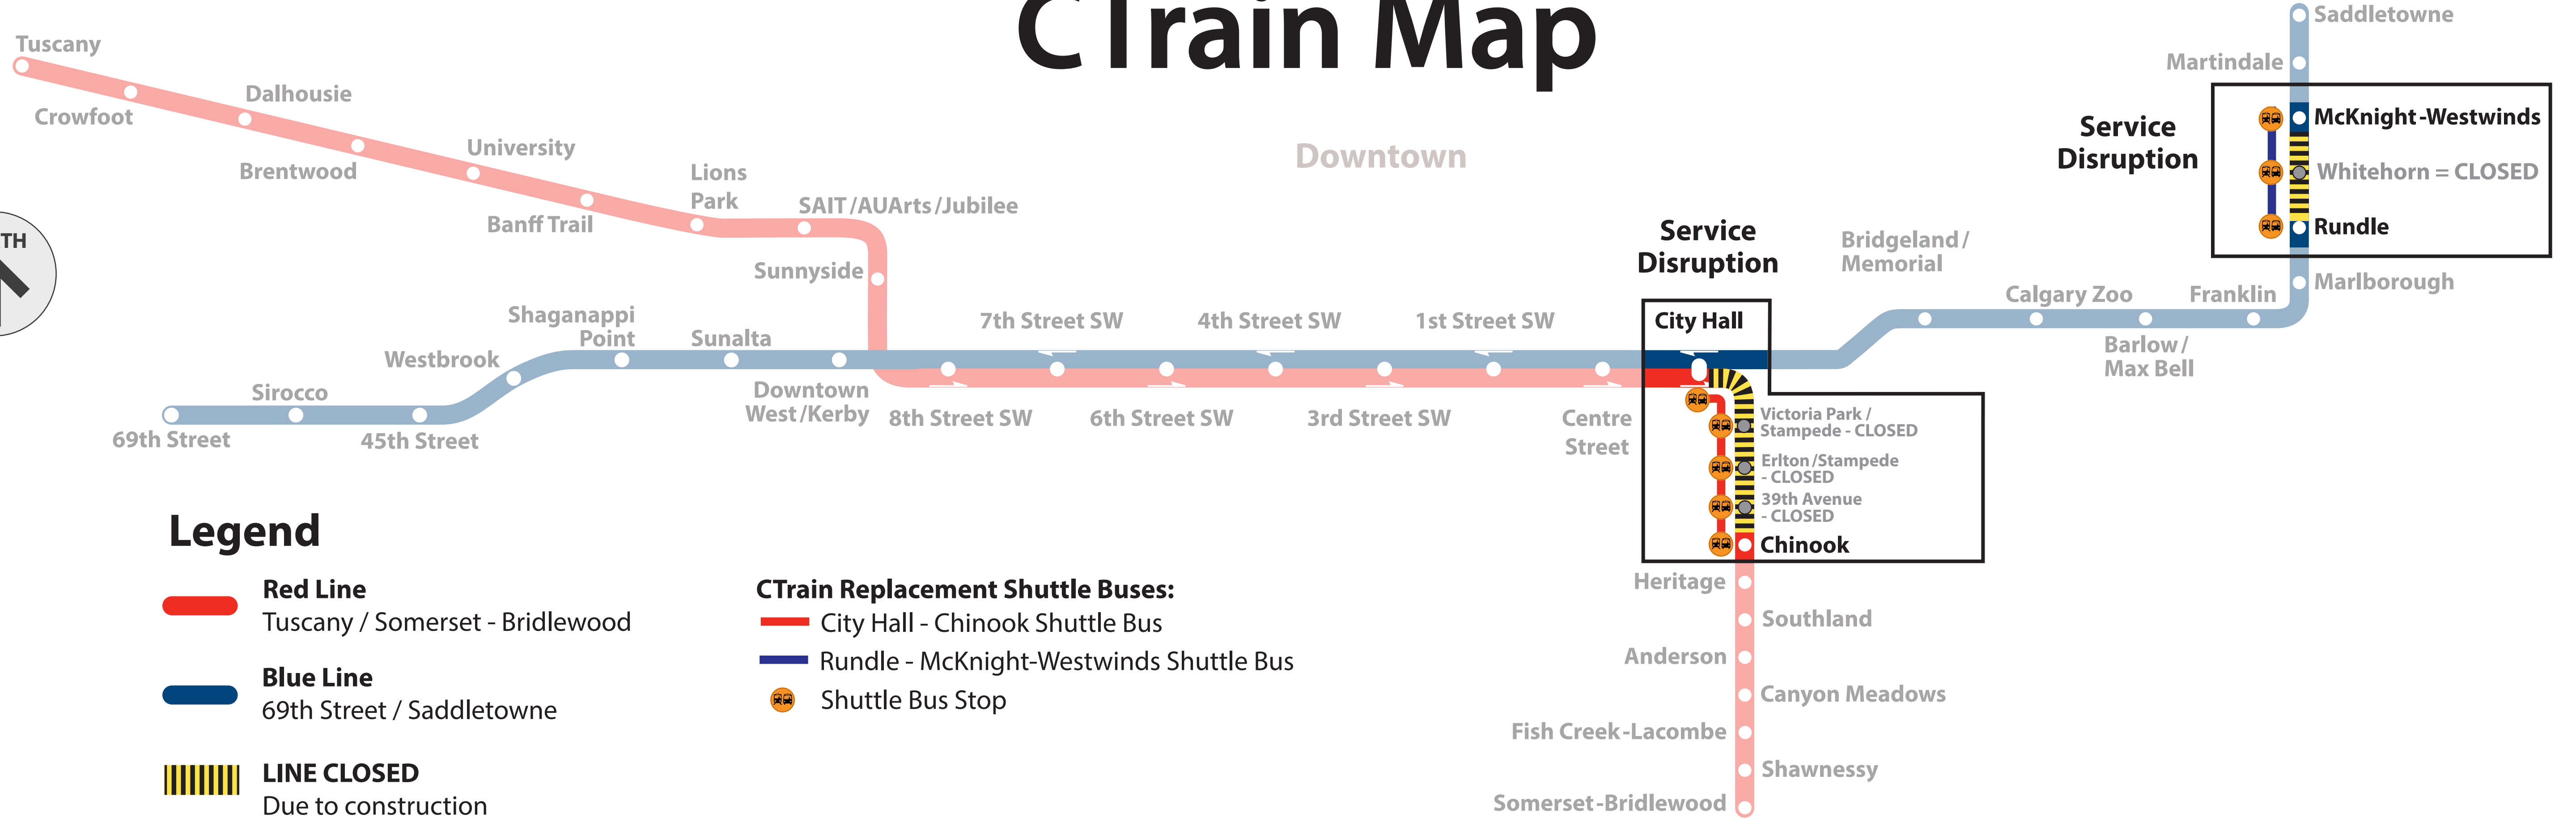 CTrain Map
Tuscany
Crowfoot
Dalhousie
Brentwood
University
Banff Trail
Lions
Park
SAIT/AUArts/Jubilee
Sunnyside
Downtown
69th Street
Sirocco
45th Street
Westbrook
Shaganappi
Point
Sunalta
Downtown
West/Kerby
8th Street SW
7th Street SW
6th Street SW
4th Street SW
3rd Street SW
1st Street SW
Centre
Street
Service
Disruption
City Hall
Victoria Park /
Stampede - CLOSED
Erlton/Stampede
- CLOSED
39th Avenue
- CLOSED
Chinook
Heritage
Southland
Anderson
Canyon Meadows
Fish Creek-Lacombe
Shawnessy
Somerset-Bridlewood
Bridgeland/
Memorial
Calgary Zoo
Barlow/
Max Bell
Franklin
Marlborough
Service
Disruption
Rundle
Whitehorn = CLOSED
McKnight-Westwinds
Martindale
Saddletowne
TH
Legend
Red Line
Tuscany / Somerset - Bridlewood
Blue Line
69th Street / Saddletowne
LINE CLOSED
Due to construction
CTrain Replacement Shuttle Buses:
City Hall - Chinook Shuttle Bus
Rundle - McKnight-Westwinds Shuttle Bus
Shuttle Bus Stop